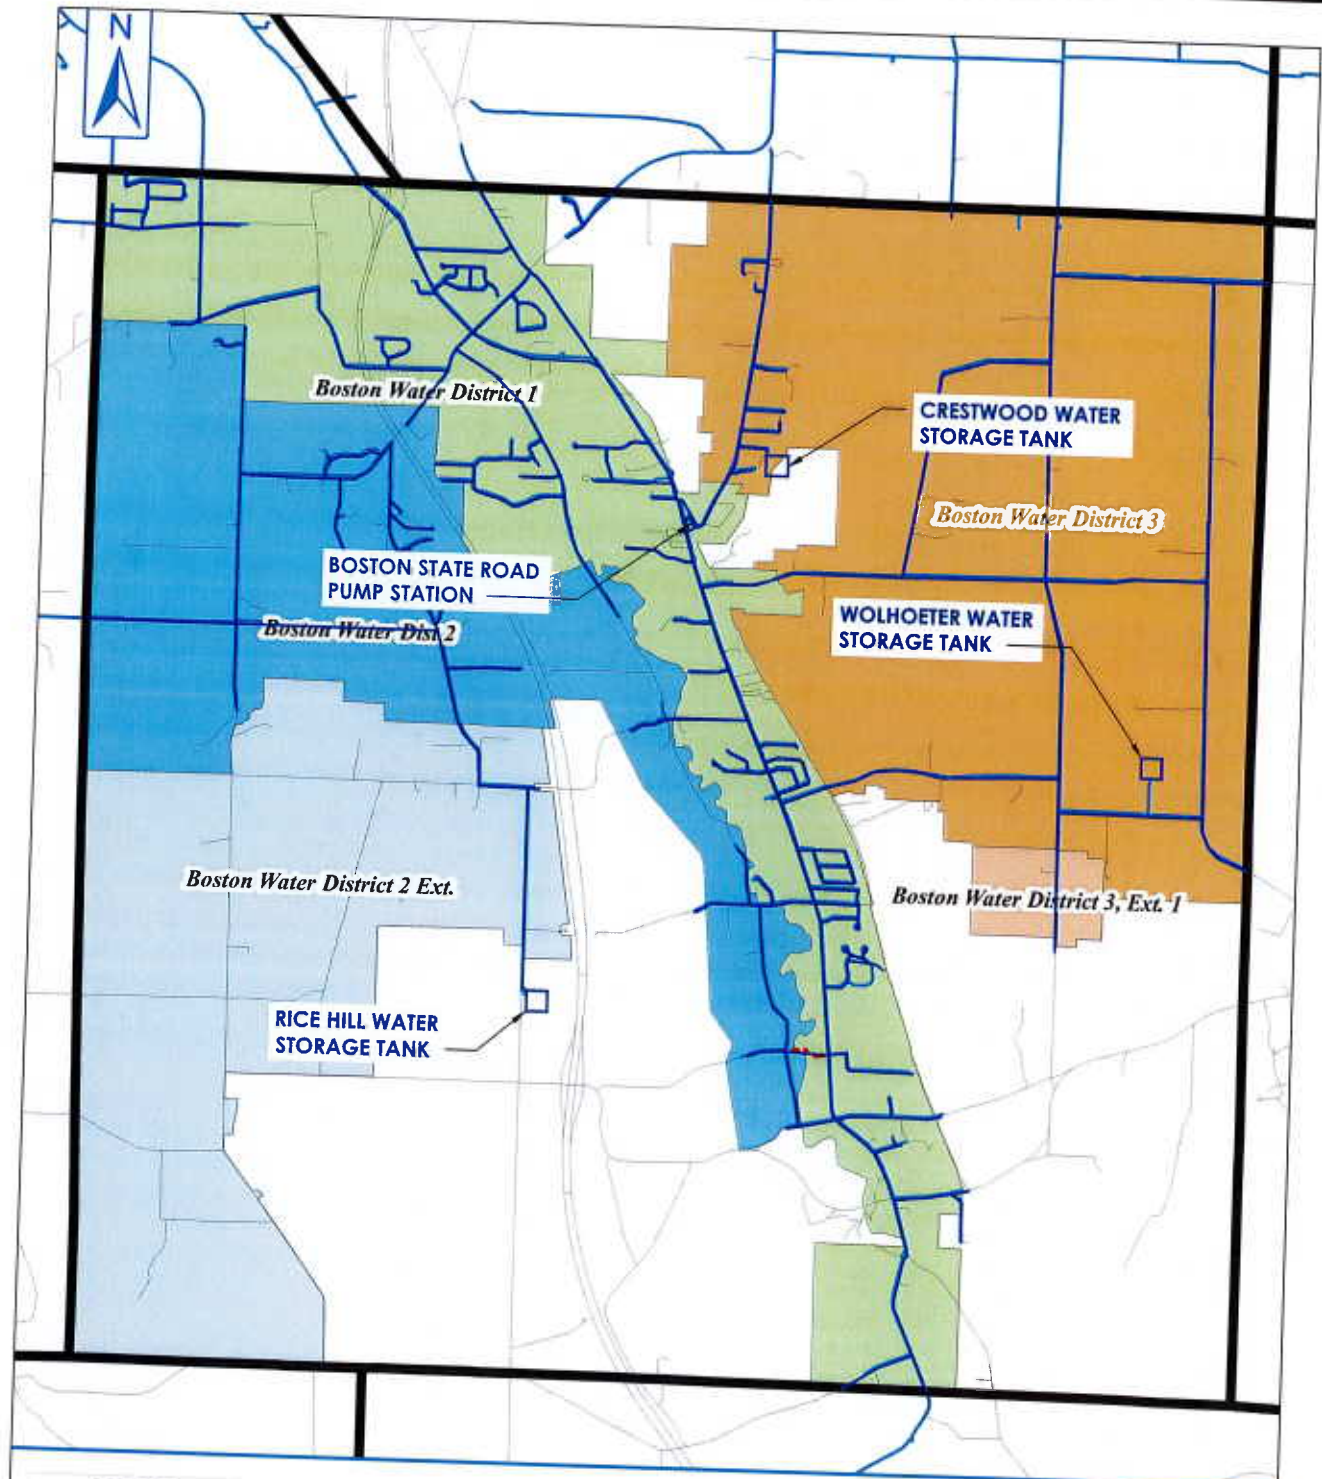 N
Boston Water District 1
CRESTWOOD WATER
STORAGE TANK
Boston Water District 3
BOSTON STATE ROAD
PUMP STATION
WOLHOETER WATER
STORAGE TANK
Boston Water Dist 2
Boston Water District 2 Ext.
Boston Water District 3, Ext. 1
RICE HILL WATER
STORAGE TANK